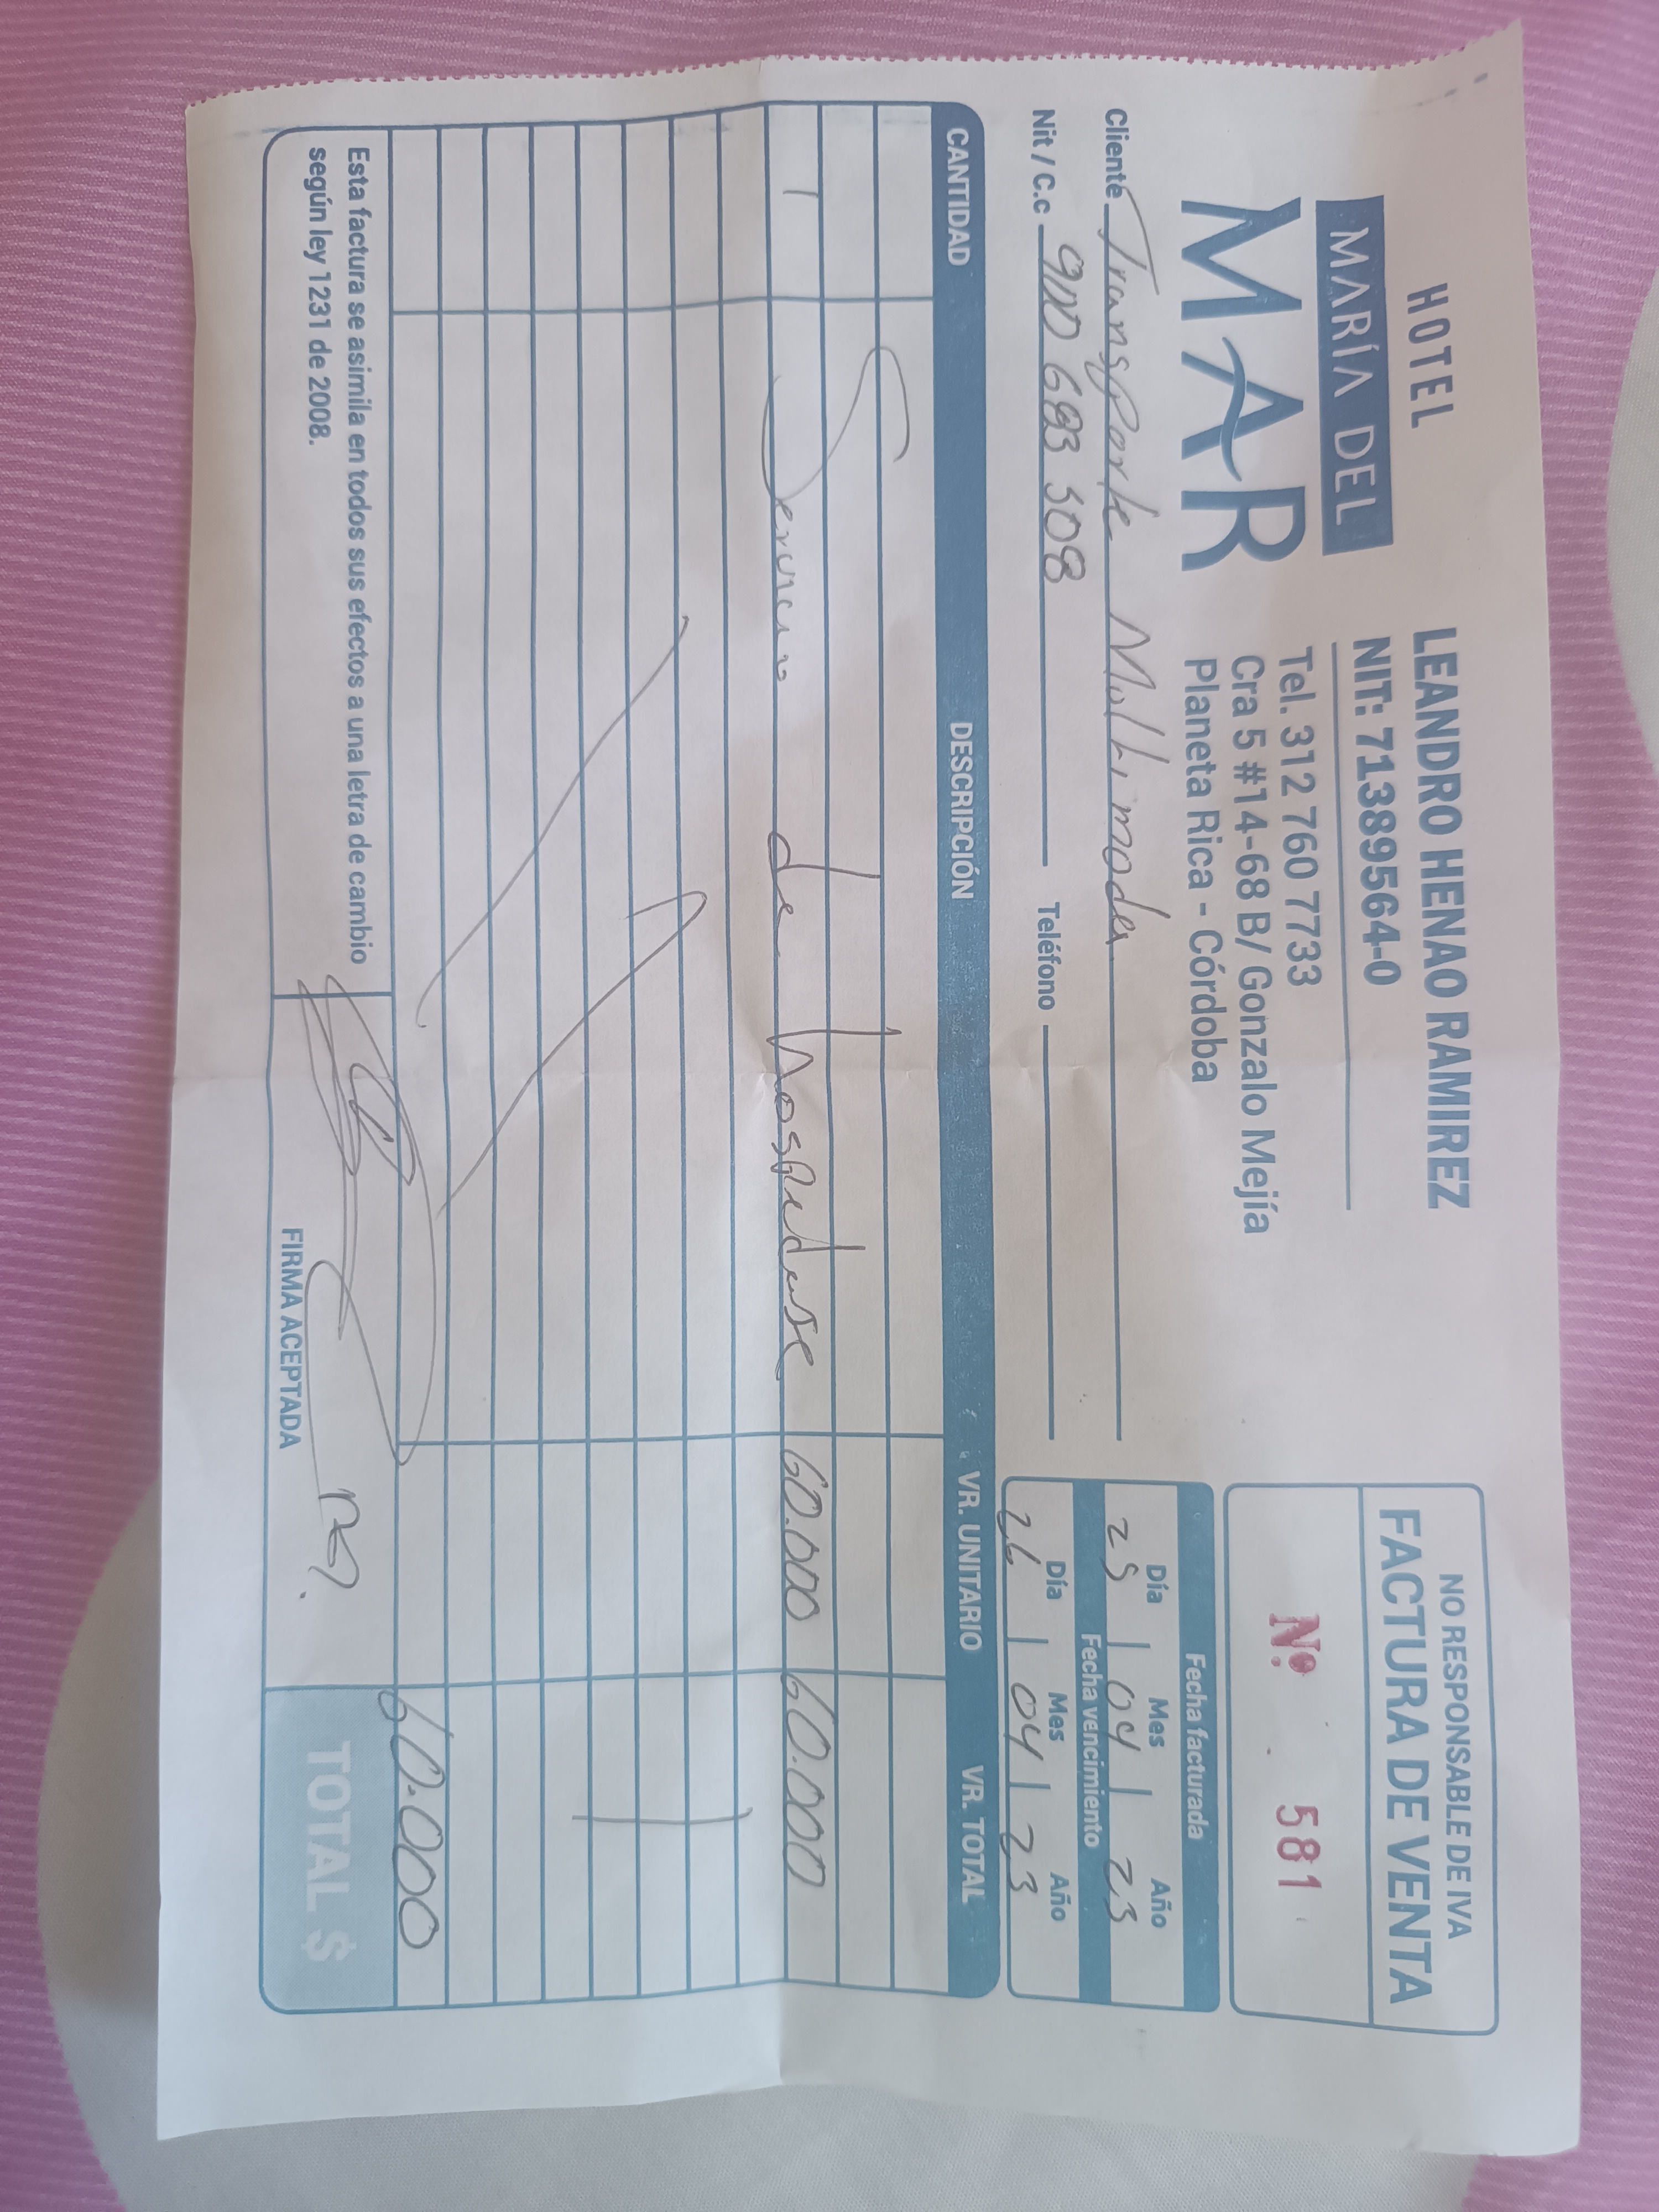 HOTEL
MARÍA DEL
MAR
LEANDRO HENAO RAMIREZ
NIT: 71389564-0
Tel. 312 760 7733
Cra 5 #14-68 B/ Gonzalo Mejía
Planeta Rica - Córdoba
NO RESPONSABLE DE IVA
FACTURA DE VENTA
Nº 581
Fecha facturada
Día Mes Año
25 04 23
Fecha vencimiento
Día Mes Año
26 04 23
Cliente Transporte Multimodes
Nit / C.c 900 693 508 Teléfono
CANTIDAD DESCRIPCIÓN VR. UNITARIO VR. TOTAL
1 Servicio de hospedase 60.000 60.000
60.000
Esta factura se asimila en todos sus efectos a una letra de cambio
según ley 1231 de 2008.
FIRMA ACEPTADA
TOTAL $